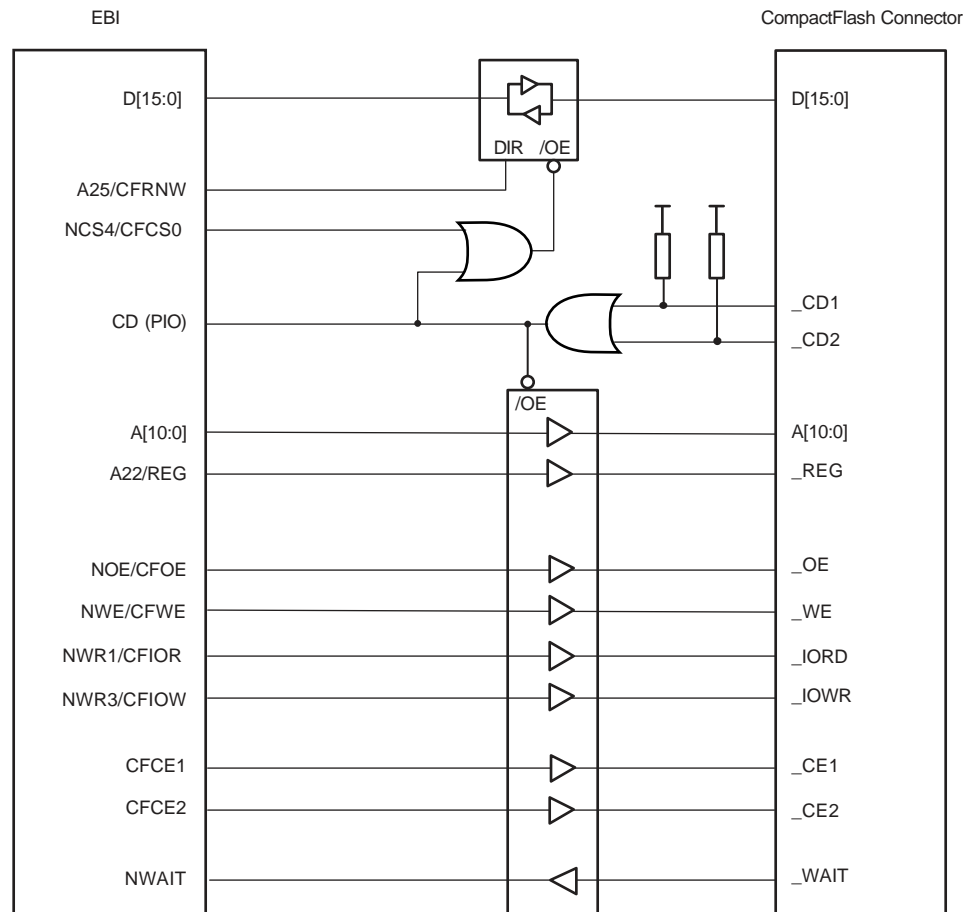 EBI
CompactFlash Connector
D[15:0]
D[15:0]
DIR /OE
A25/CFRNW
NCS4/CFCS0
_CD1
CD (PIO)
_CD2
/OE
A[10:0]
A[10:0]
A22/REG
_REG
NOE/CFOE
_OE
NWE/CFWE
_WE
NWR1/CFIOR
_IORD
NWR3/CFIOW
_IOWR
CFCE1
_CE1
CFCE2
_CE2
NWAIT
_WAIT